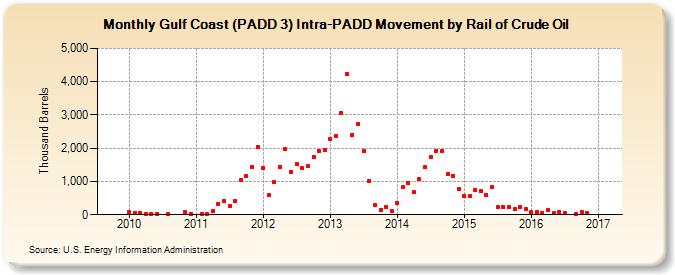 Monthly Gulf Coast (PADD 3) Intra-PADD Movement by Rail of Crude Oil
Thousand Barrels
5,000
4,000
3,000
2,000
1,000
0
2010 2011 2012 2013 2014 2015 2016 2017
Source: U.S. Energy Information Administration